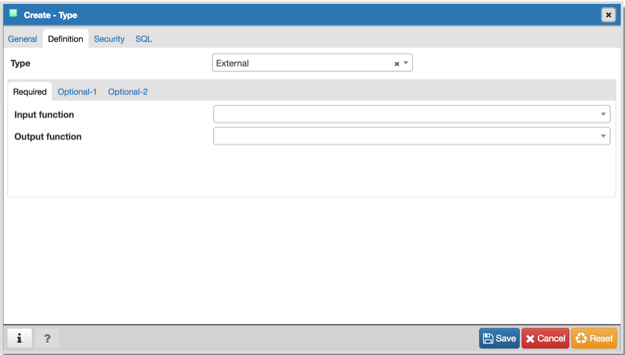 Create - Type
General Definition Security SQL
Type External
Required Optional-1 Optional-2
Input function
Output function
i ? Save Cancel Reset